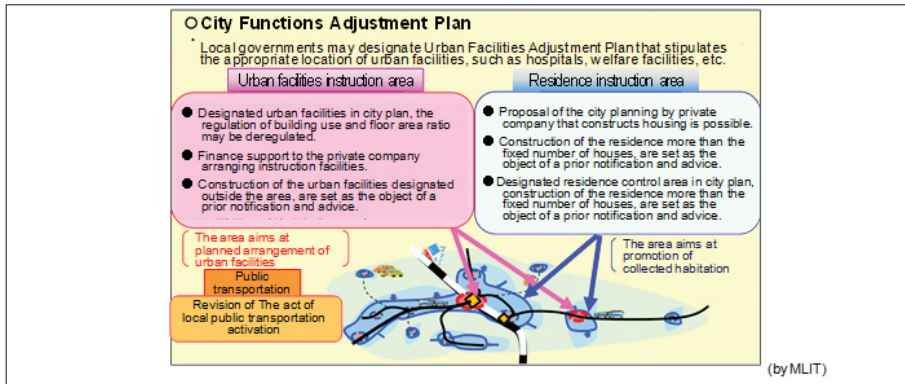 ○ City Functions Adjustment Plan
Local governments may designate Urban Facilities Adjustment Plan that stipulates
the appropriate location of urban facilities, such as hospitals, welfare facilities, etc.
Urban facilities instruction area
● Designated urban facilities in city plan, the
regulation of building use and floor area ratio
may be deregulated.
● Finance support to the private company
arranging instruction facilities.
● Construction of the urban facilities designated
outside the area, are set as the object of a
prior notification and advice.
Residence instruction area
● Proposal of the city planning by private
company that constructs housing is possible.
● Construction of the residence more than the
fixed number of houses, are set as the
object of a prior notification and advice.
● Designated residence control area in city plan,
construction of the residence more than the
fixed number of houses, are set as the
object of a prior notification and advice.
The area aims at
planned arrangement of
urban facilities
Public
transportation
Revision of The act of
local public transportation
activation
The area aims at
promotion of
collected habitation
(by MLIT)